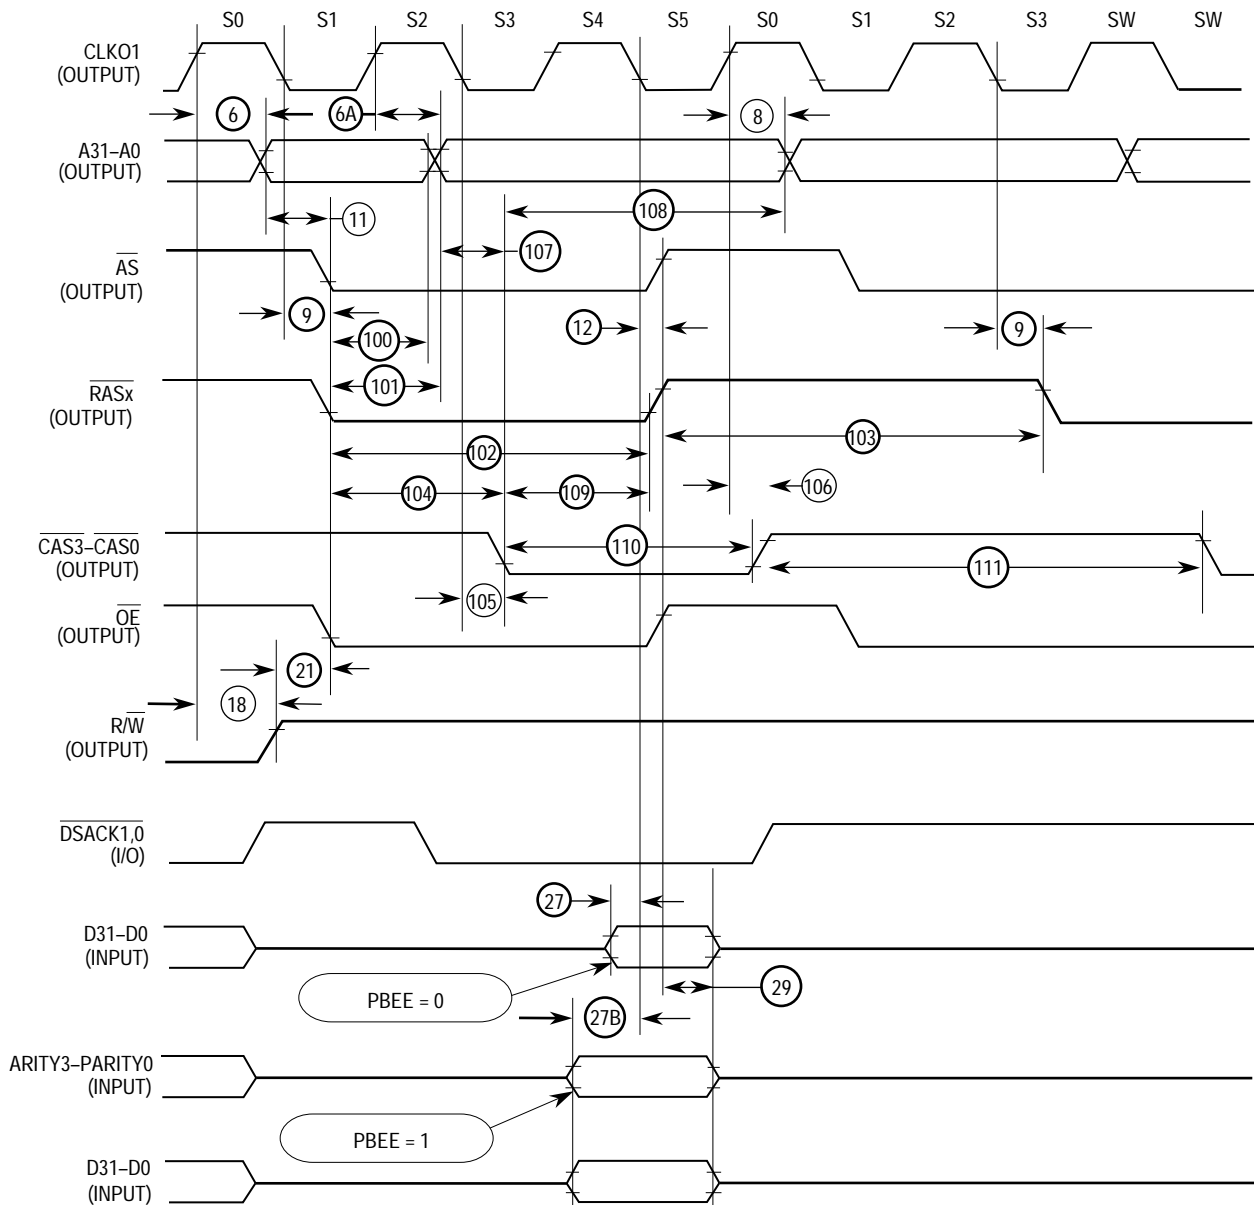 S0 S1 S2 S3 S4 S5 S0 S1 S2 S3 SW SW
CLKO1
(OUTPUT)
6 6A 8
A31–A0
(OUTPUT)
11 108
107
AS
(OUTPUT)
9 12 9
100
101
RASx
(OUTPUT)
102 103
104 109 106
CAS3–CAS0
(OUTPUT)
110 111
105
OE
(OUTPUT)
21
18
R/W
(OUTPUT)
DSACK1,0
(I/O)
27
D31–D0
(INPUT)
29
PBEE = 0
27B
ARITY3–PARITY0
(INPUT)
PBEE = 1
D31–D0
(INPUT)